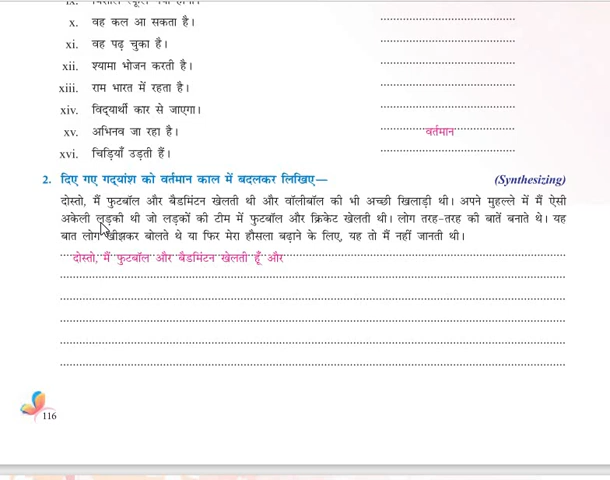 x. वह कल आ सकता है।
xi. वह पढ़ चुका है।
xii. श्यामा भोजन करती है।
xiii. राम भारत में रहता है।
xiv. विद्यार्थी कार से जाएगा।
xv. अभिनव जा रहा है। वर्तमान
xvi. चिड़ियाँ उड़ती हैं।
2. दिए गए गद्यांश को वर्तमान काल में बदलकर लिखिए— (Synthesizing)
दोस्तो, मैं फुटबॉल और बैडमिंटन खेलती थी और वॉलीबॉल की भी अच्छी खिलाड़ी थी। अपने मुहल्ले में मैं ऐसी
अकेली लड़की थी जो लड़कों की टीम में फुटबॉल और क्रिकेट खेलती थी। लोग तरह-तरह की बातें बनाते थे। यह
बात लोग खीझकर बोलते थे या फिर मेरा हौसला बढ़ाने के लिए, यह तो मैं नहीं जानती थी।
दोस्तो, मैं फुटबॉल और बैडमिंटन खेलती हूँ और
116